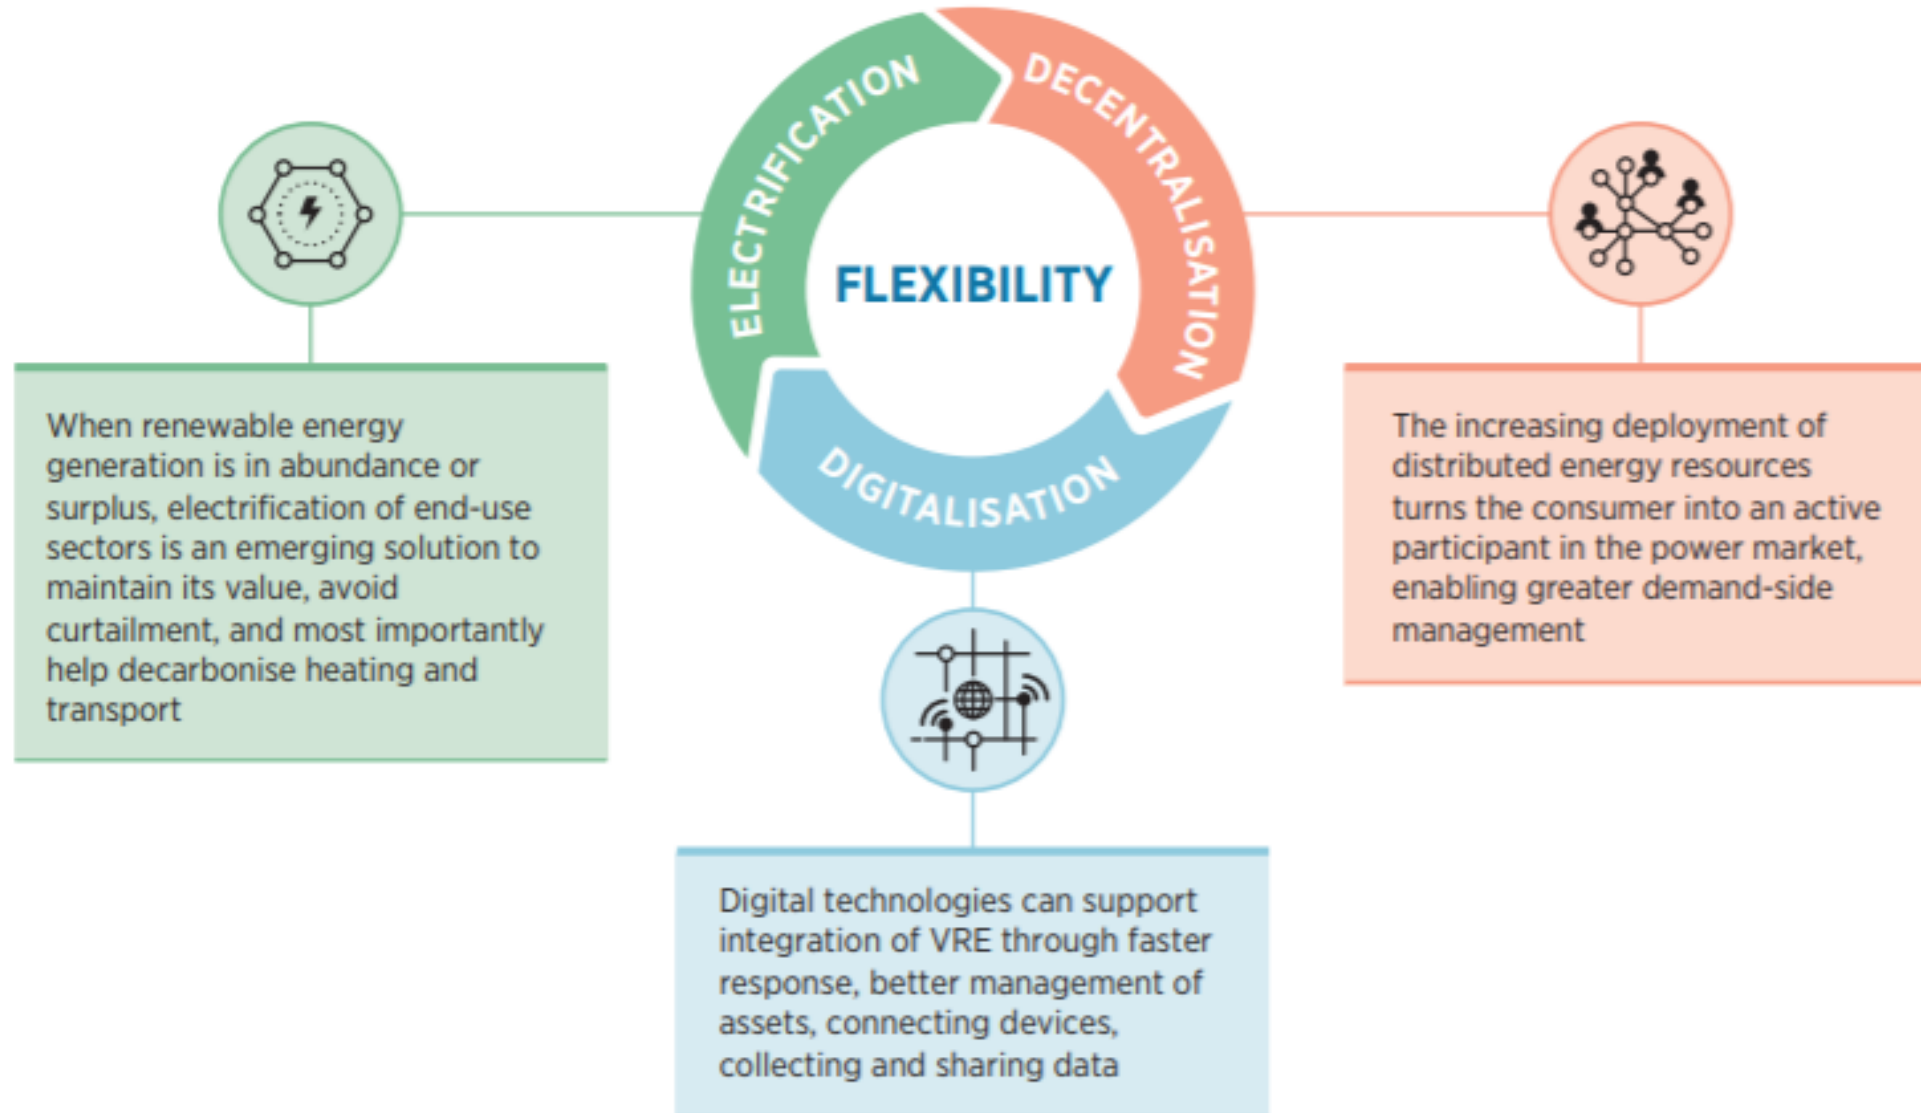 ELECTRIFICATION
DECENTRALISATION
FLEXIBILITY
DIGITALISATION
When renewable energy
generation is in abundance or
surplus, electrification of end-use
sectors is an emerging solution to
maintain its value, avoid
curtailment, and most importantly
help decarbonise heating and
transport
The increasing deployment of
distributed energy resources
turns the consumer into an active
participant in the power market,
enabling greater demand-side
management
Digital technologies can support
integration of VRE through faster
response, better management of
assets, connecting devices,
collecting and sharing data